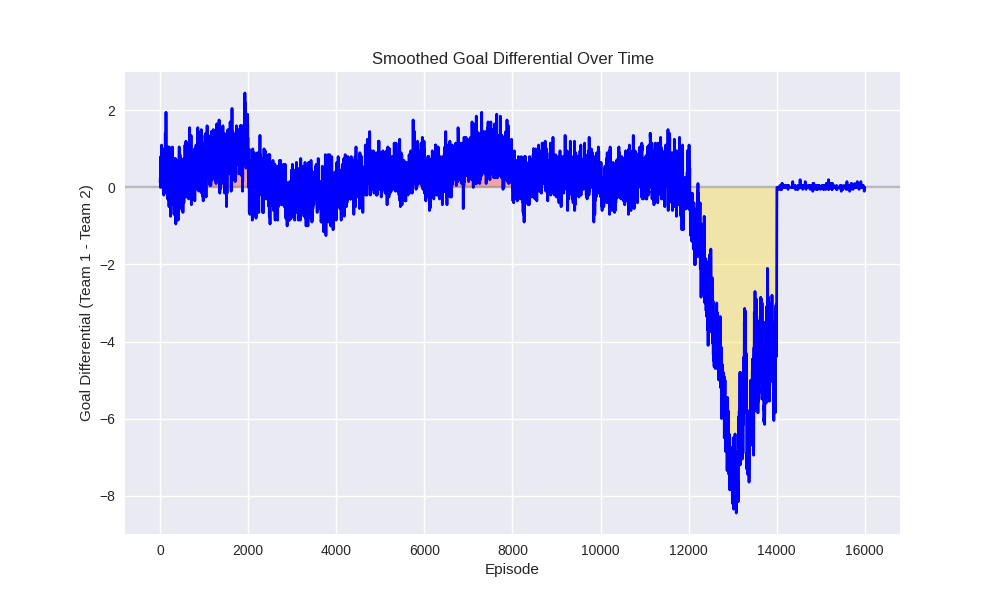 Smoothed Goal Differential Over Time
Goal Differential (Team 1 - Team 2)
2
0
−2
−4
−6
−8
0 2000 4000 6000 8000 10000 12000 14000 16000
Episode